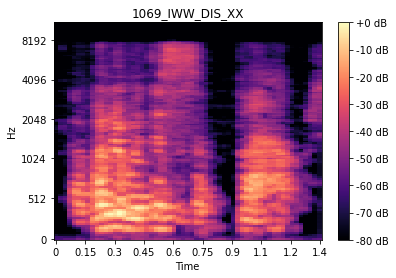 1069_IWW_DIS_XX
+0 dB
8192
-10 dB
4096
-20 dB
-30 dB
2048
Hz
-40 dB
1024
-50 dB
512
-60 dB
-70 dB
0
-80 dB
0 0.15 0.3 0.45 0.6 0.75 0.9 1.1 1.2 1.4
Time